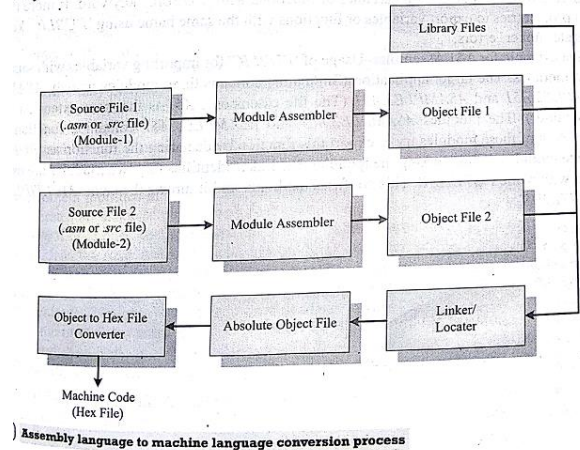 Library Files
Source File 1
(.asm or .src file)
(Module-1)
Module Assembler
Object File 1
Source File 2
(.asm or .src file)
(Module-2)
Module Assembler
Object File 2
Object to Hex File
Converter
Absolute Object File
Linker/
Locater
Machine Code
(Hex File)
) Assembly language to machine language conversion process